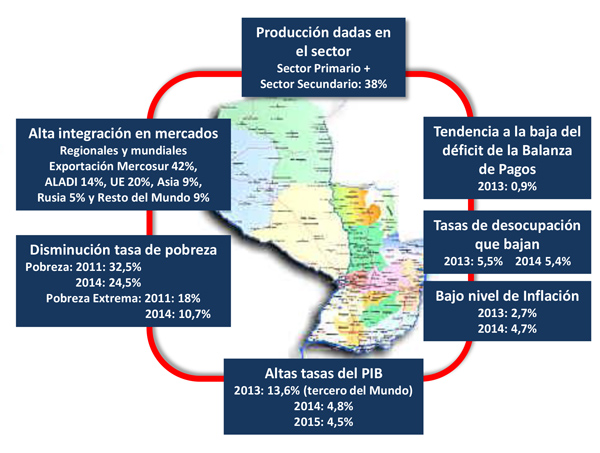 Producción dadas en
el sector
Sector Primario +
Sector Secundario: 38%
Alta integración en mercados
Regionales y mundiales
Exportación Mercosur 42%,
ALADI 14%, UE 20%, Asia 9%,
Rusia 5% y Resto del Mundo 9%
Disminución tasa de pobreza
Pobreza: 2011: 32,5%
2014: 24,5%
Pobreza Extrema: 2011: 18%
2014: 10,7%
Tendencia a la baja del
déficit de la Balanza
de Pagos
2013: 0,9%
Tasas de desocupación
que bajan
2013: 5,5% 2014 5,4%
Bajo nivel de Inflación
2013: 2,7%
2014: 4,7%
Altas tasas del PIB
2013: 13,6% (tercero del Mundo)
2014: 4,8%
2015: 4,5%